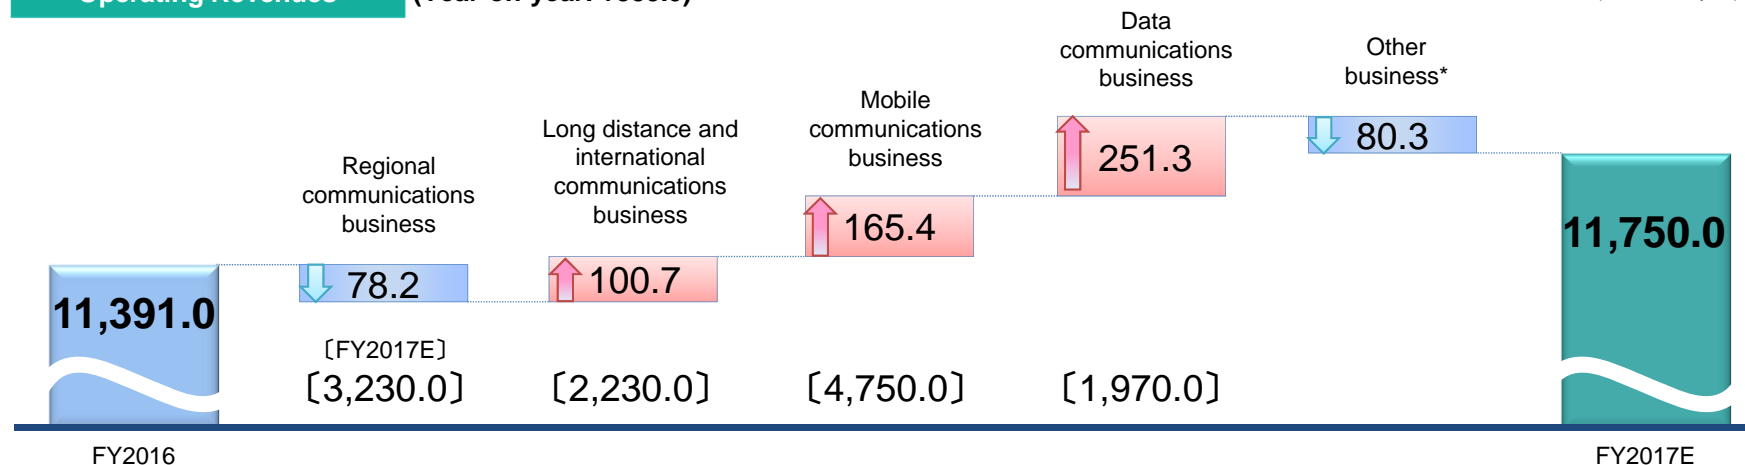 Operating Revenues
Data
communications
business
Other
business*
Mobile
communications
business
Long distance and
international
communications
business
Regional
communications
business
80.3
251.3
165.4
100.7
78.2
11,391.0
11,750.0
〔FY2017E〕
〔3,230.0〕
〔2,230.0〕
〔4,750.0〕
〔1,970.0〕
FY2016
FY2017E